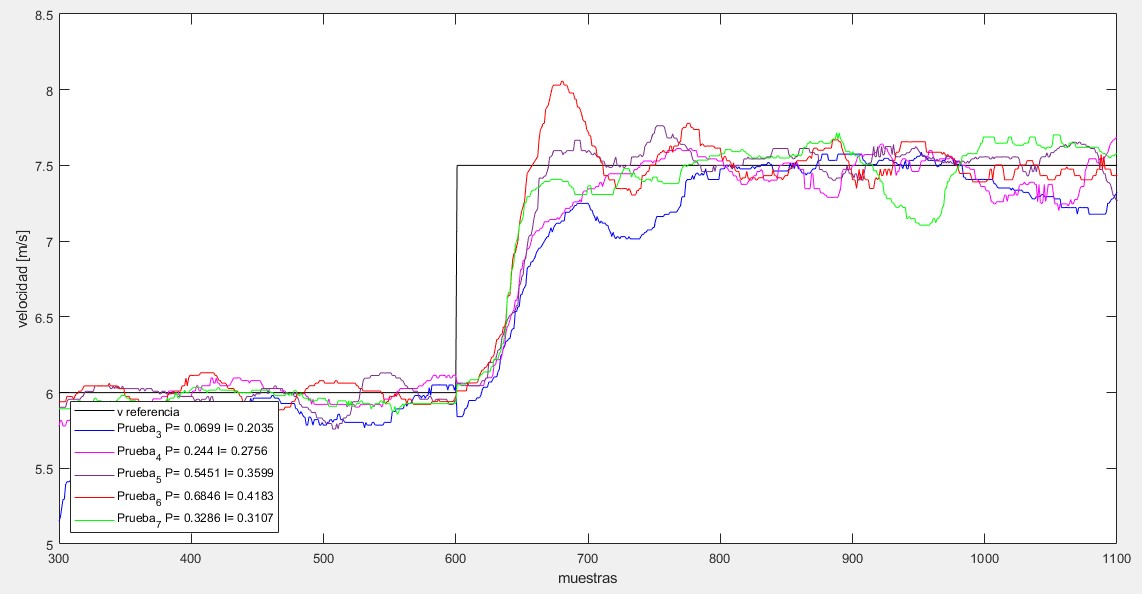 8.5
8
7.5
7
6.5
6
5.5
5
velocidad [m/s]
v referencia
Prueba3 P= 0.0699 I= 0.2035
Prueba4 P= 0.244 I= 0.2756
Prueba5 P= 0.5451 I= 0.3599
Prueba6 P= 0.6846 I= 0.4183
Prueba7 P= 0.3286 I= 0.3107
300 400 500 600 700 800 900 1000 1100
muestras